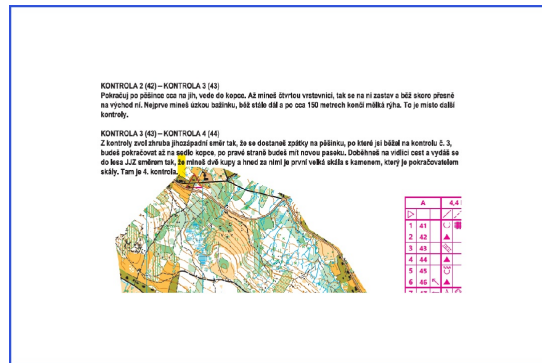 KONTROLA 2 (42) – KONTROLA 3 (43)
Pokračuj po pěšince cca na jih, vede do kopce. Až mineš čtvrtou vrstevnici, tak se na ní zastav a běž skoro přesně
na východ ní. Nejprve mineš úzkou bažinku, běž stále dál a po cca 150 metrech končí mělká rýha. To je místo další
kontroly.
KONTROLA 3 (43) – KONTROLA 4 (44)
Z kontroly zvol zhruba jihozápadní směr tak, že se dostaneš zpátky na pěšinku, po které jsi běžel na kontrolu č. 3,
budeš pokračovat až na sedlo kopce, po pravé straně budeš mít novou paseku. Doběhneš na vidlici cest a vydáš se
do lesa JJZ směrem tak, že mineš dvě kupy a hned za nimi je první velká skála s kamenem, který je pokračovatelem
skály. Tam je 4. kontrola.
A 4,4
1 41
2 42
3 43
4 44
5 45
6 46